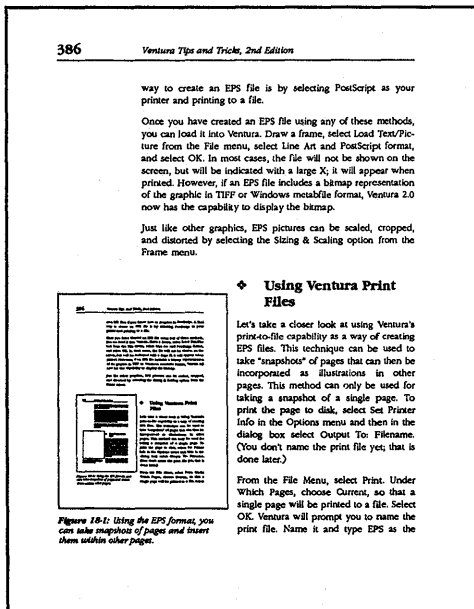 386
Ventura Tips and Tricks, 2nd Edition
way to create an EPS file is by selecting PostScript as your
printer and printing to a file.
Once you have created an EPS file using any of these methods,
you can load it into Ventura. Draw a frame, select Load Text/Pic-
ture from the File menu, select Line Art and PostScript format,
and select OK. In most cases, the file will not be shown on the
screen, but will be indicated with a large X; it will appear when
printed. However, if an EPS file includes a bitmap representation
of the graphic in TIFF or Windows metafile format, Ventura 2.0
now has the capability to display the bitmap.
Just like other graphics, EPS pictures can be scaled, cropped,
and distorted by selecting the Sizing & Scaling option from the
Frame menu.
❖ Using Ventura Print
Files
Let's take a closer look at using Ventura's
print-to-file capability as a way of creating
EPS files. This technique can be used to
take "snapshots" of pages that can then be
incorporated as illustrations in other
pages. This method can only be used for
taking a snapshot of a single page. To
print the page to disk, select Set Printer
Info in the Options menu and then in the
dialog box select Output To: Filename.
(You don't name the print file yet; that is
done later.)
From the File Menu, select Print. Under
Which Pages, choose Current, so that a
single page will be printed to a file. Select
OK. Ventura will prompt you to name the
print file. Name it and type EPS as the
386
Using Ventura Print
Files
Figure 18-1: Using the EPS format, you
can take snapshots of pages and insert
them within other pages.